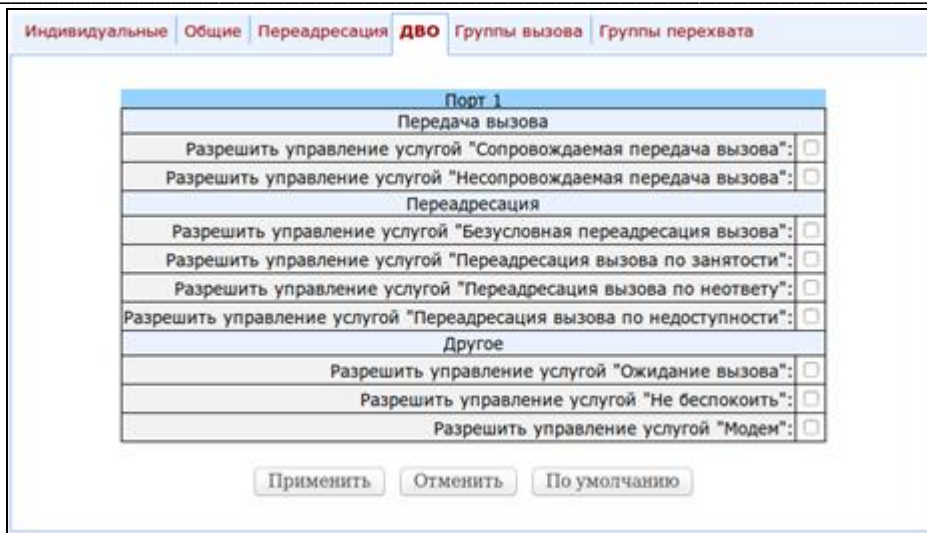 Индивидуальные Общие Переадресация ДВО Группы вызова Группы перехвата
Порт 1
Передача вызова
Разрешить управление услугой "Сопровождаемая передача вызова":
Разрешить управление услугой "Несопровождаемая передача вызова":
Переадресация
Разрешить управление услугой "Безусловная переадресация вызова":
Разрешить управление услугой "Переадресация вызова по занятости":
Разрешить управление услугой "Переадресация вызова по неответу":
Разрешить управление услугой "Переадресация вызова по недоступности":
Другое
Разрешить управление услугой "Ожидание вызова":
Разрешить управление услугой "Не беспокоить":
Разрешить управление услугой "Модем":
Применить Отменить По умолчанию